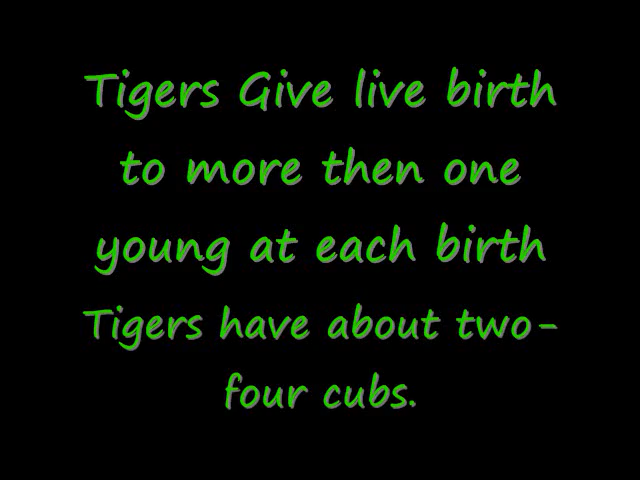 Tigers Give live birth
to more then one
young at each birth
Tigers have about two-
four cubs.